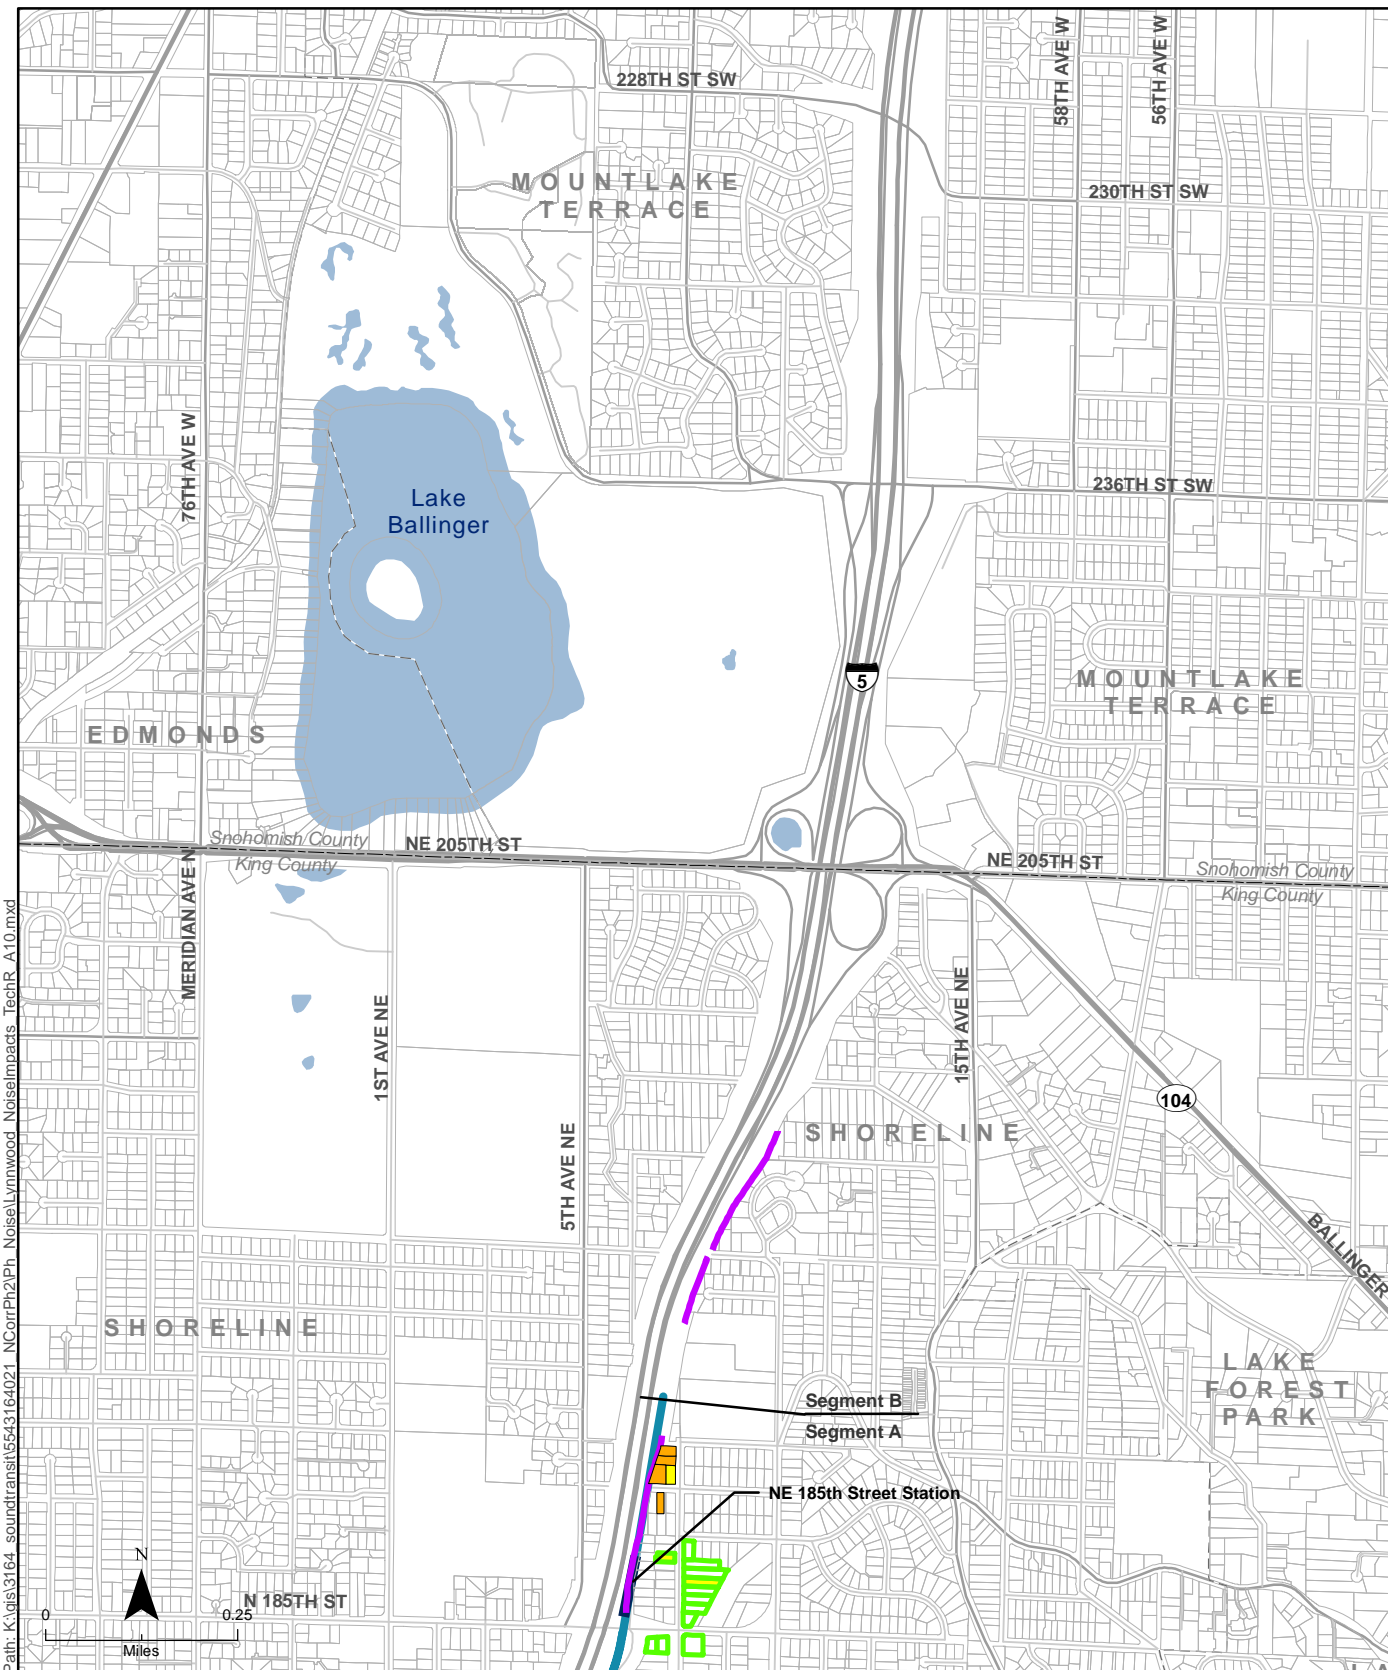 228TH ST SW
58TH AVE W
56TH AVE W
MOUNTLAKE
TERRACE
230TH ST SW
76TH AVE W
Lake
Ballinger
236TH ST SW
5
MOUNTLAKE
TERRACE
EDMONDS
Snohomish County
King County
NE 205TH ST
NE 205TH ST
Snohomish County
King County
MERIDIAN AVE N
1ST AVE NE
15TH AVE NE
104
SHORELINE
5TH AVE NE
BALLINGER
SHORELINE
LAKE
FOREST
PARK
Segment B
Segment A
NE 185th Street Station
N
N 185TH ST
0
0.25
Miles
Path: K:\gis\3164_soundtransit\5543164021_NCorrPh2\Ph_Noise\Lynnwood_NoiseImpacts_TechR_A10.mxd